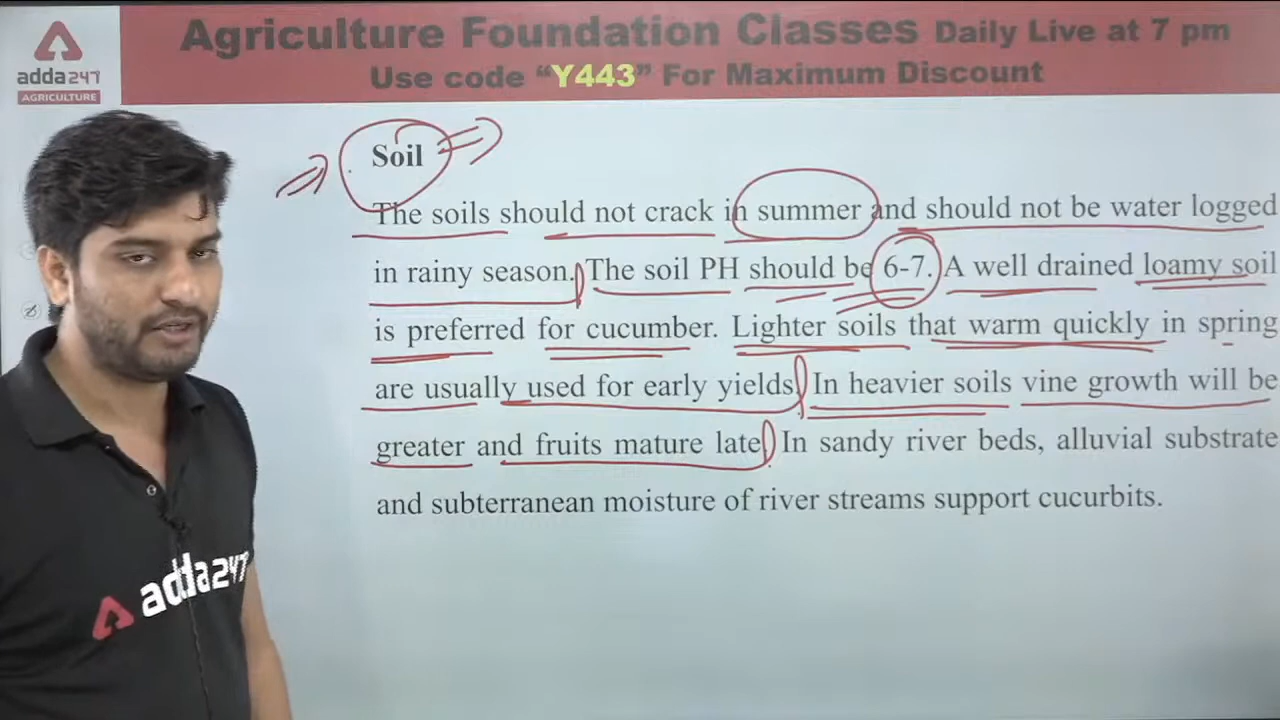 Agriculture Foundation Classes Daily Live at 7 pm
Use code “Y443” For Maximum Discount
adda247
AGRICULTURE
Soil
The soils should not crack in summer and should not be water logged
in rainy season. The soil PH should be 6-7. A well drained loamy soil
is preferred for cucumber. Lighter soils that warm quickly in spring
are usually used for early yields. In heavier soils vine growth will be
greater and fruits mature late. In sandy river beds, alluvial substrate
and subterranean moisture of river streams support cucurbits.
adda247